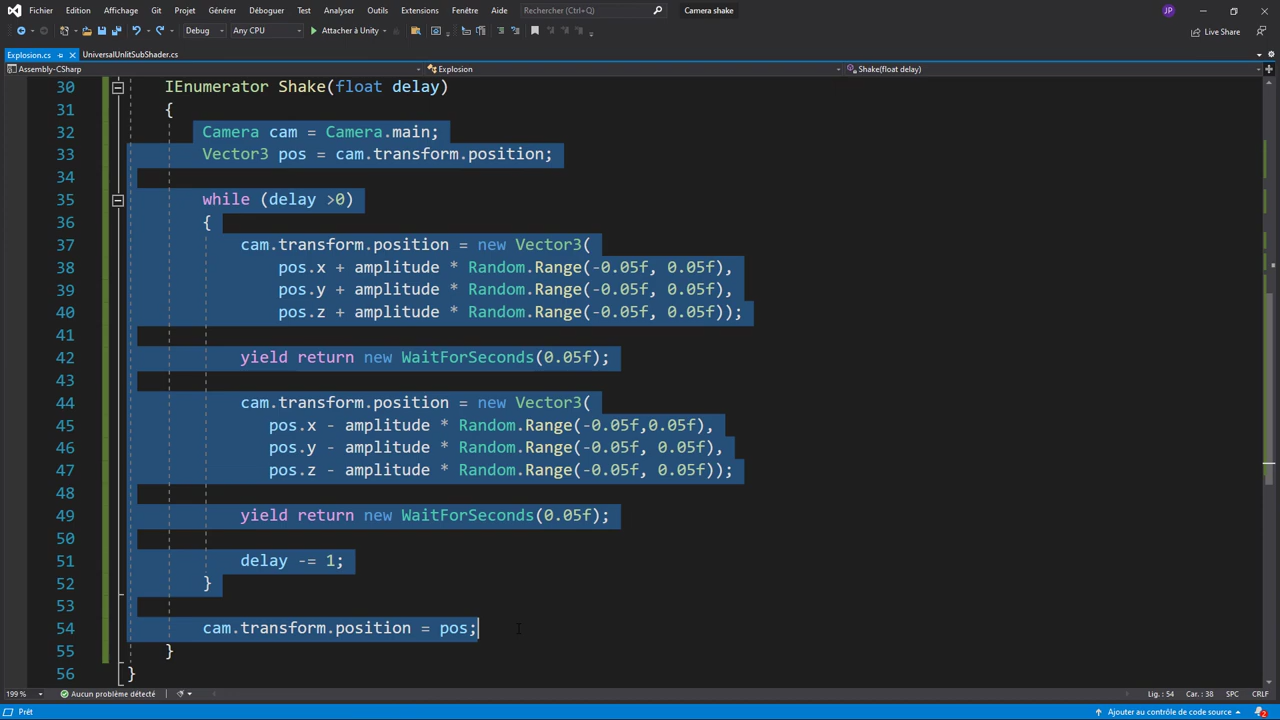 Fichier Edition Affichage Git Projet Générer Déboguer Test Analyser Outils Extensions Fenêtre Aide Rechercher (Ctrl+Q) Camera shake JP
Debug Any CPU Attacher à Unity Live Share
Explosion.cs UniversalUnlitSubShader.cs
Assembly-CSharp Explosion Shake(float delay)
30 IEnumerator Shake(float delay)
31 {
32 Camera cam = Camera.main;
33 Vector3 pos = cam.transform.position;
34
35 while (delay >0)
36 {
37 cam.transform.position = new Vector3(
38 pos.x + amplitude * Random.Range(-0.05f, 0.05f),
39 pos.y + amplitude * Random.Range(-0.05f, 0.05f),
40 pos.z + amplitude * Random.Range(-0.05f, 0.05f));
41
42 yield return new WaitForSeconds(0.05f);
43
44 cam.transform.position = new Vector3(
45 pos.x - amplitude * Random.Range(-0.05f,0.05f),
46 pos.y - amplitude * Random.Range(-0.05f, 0.05f),
47 pos.z - amplitude * Random.Range(-0.05f, 0.05f));
48
49 yield return new WaitForSeconds(0.05f);
50
51 delay -= 1;
52 }
53
54 cam.transform.position = pos;
55 }
56 }
199 % Aucun problème détecté Lig. : 54 Car. : 38 SPC CRLF
Prêt Ajouter au contrôle de code source 2